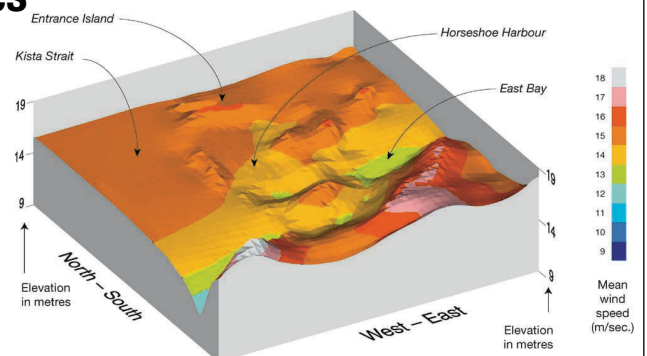 Entrance Island
Kista Strait
Horseshoe Harbour
East Bay
19
14
9
Elevation
in metres
North – South
West – East
19
14
9
Elevation
in metres
18
17
16
15
14
13
12
11
10
9
Mean
wind
speed
(m/sec.)